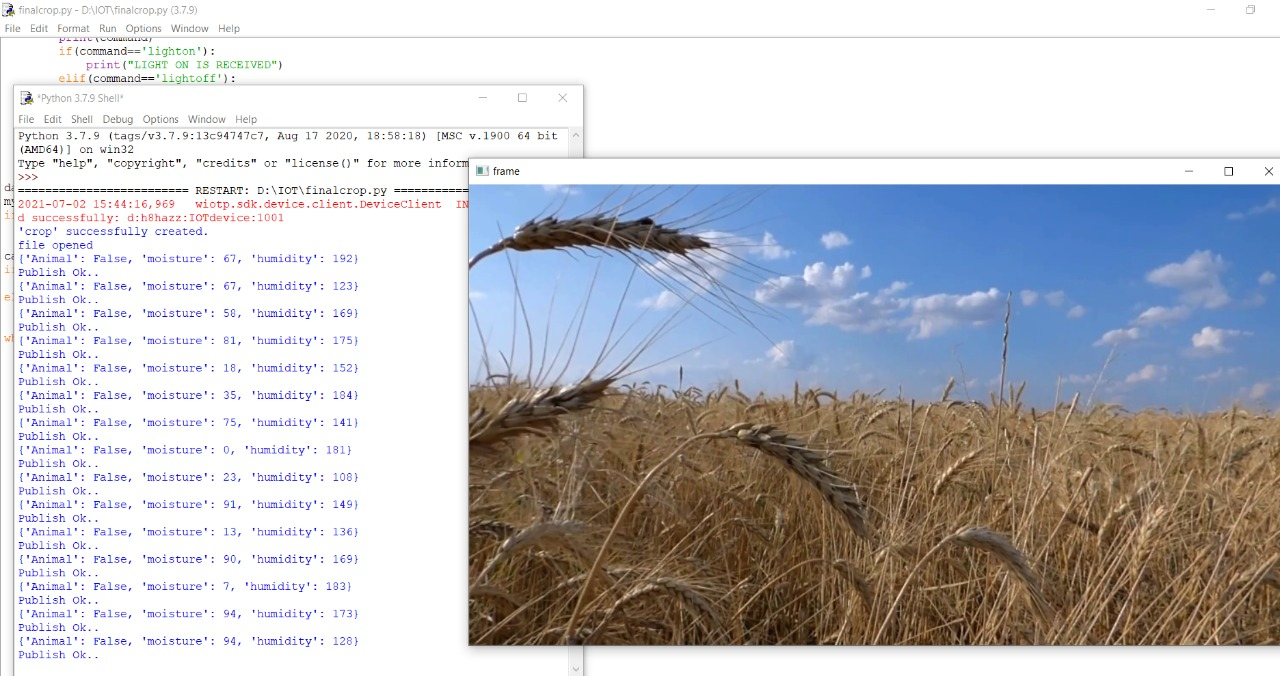 finalcrop.py - D:\IOT\finalcrop.py (3.7.9)
File Edit Format Run Options Window Help
print(command)
if(command=='lighton'):
print("LIGHT ON IS RECEIVED")
elif(command=='lightoff'):
*Python 3.7.9 Shell*
File Edit Shell Debug Options Window Help
Python 3.7.9 (tags/v3.7.9:13c94747c7, Aug 17 2020, 18:58:18) [MSC v.1900 64 bit
(AMD64)] on win32
Type "help", "copyright", "credits" or "license()" for more inform
>>>
========================= RESTART: D:\IOT\finalcrop.py ===========
2021-07-02 15:44:16,969 wiotp.sdk.device.client.DeviceClient IN
d successfully: d:h8hazz:IOTdevice:1001
'crop' successfully created.
file opened
{'Animal': False, 'moisture': 67, 'humidity': 192}
Publish Ok..
{'Animal': False, 'moisture': 67, 'humidity': 123}
Publish Ok..
{'Animal': False, 'moisture': 58, 'humidity': 169}
Publish Ok..
{'Animal': False, 'moisture': 81, 'humidity': 175}
Publish Ok..
{'Animal': False, 'moisture': 18, 'humidity': 152}
Publish Ok..
{'Animal': False, 'moisture': 35, 'humidity': 184}
Publish Ok..
{'Animal': False, 'moisture': 75, 'humidity': 141}
Publish Ok..
{'Animal': False, 'moisture': 0, 'humidity': 181}
Publish Ok..
{'Animal': False, 'moisture': 23, 'humidity': 108}
Publish Ok..
{'Animal': False, 'moisture': 91, 'humidity': 149}
Publish Ok..
{'Animal': False, 'moisture': 13, 'humidity': 136}
Publish Ok..
{'Animal': False, 'moisture': 90, 'humidity': 169}
Publish Ok..
{'Animal': False, 'moisture': 7, 'humidity': 183}
Publish Ok..
{'Animal': False, 'moisture': 94, 'humidity': 173}
Publish Ok..
{'Animal': False, 'moisture': 94, 'humidity': 128}
Publish Ok..
frame